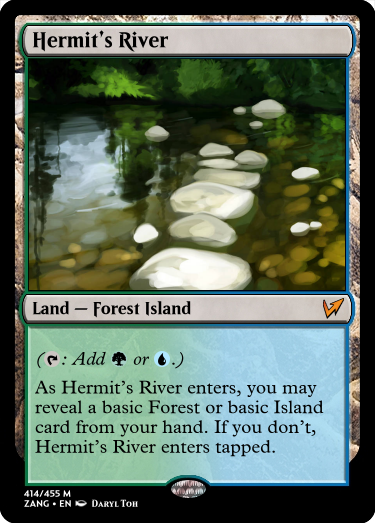 Hermit's River
Land — Forest Island
(: Add or .)
As Hermit's River enters, you may
reveal a basic Forest or basic Island
card from your hand. If you don't,
Hermit's River enters tapped.
414/455 M
ZANG • EN Daryl Toh